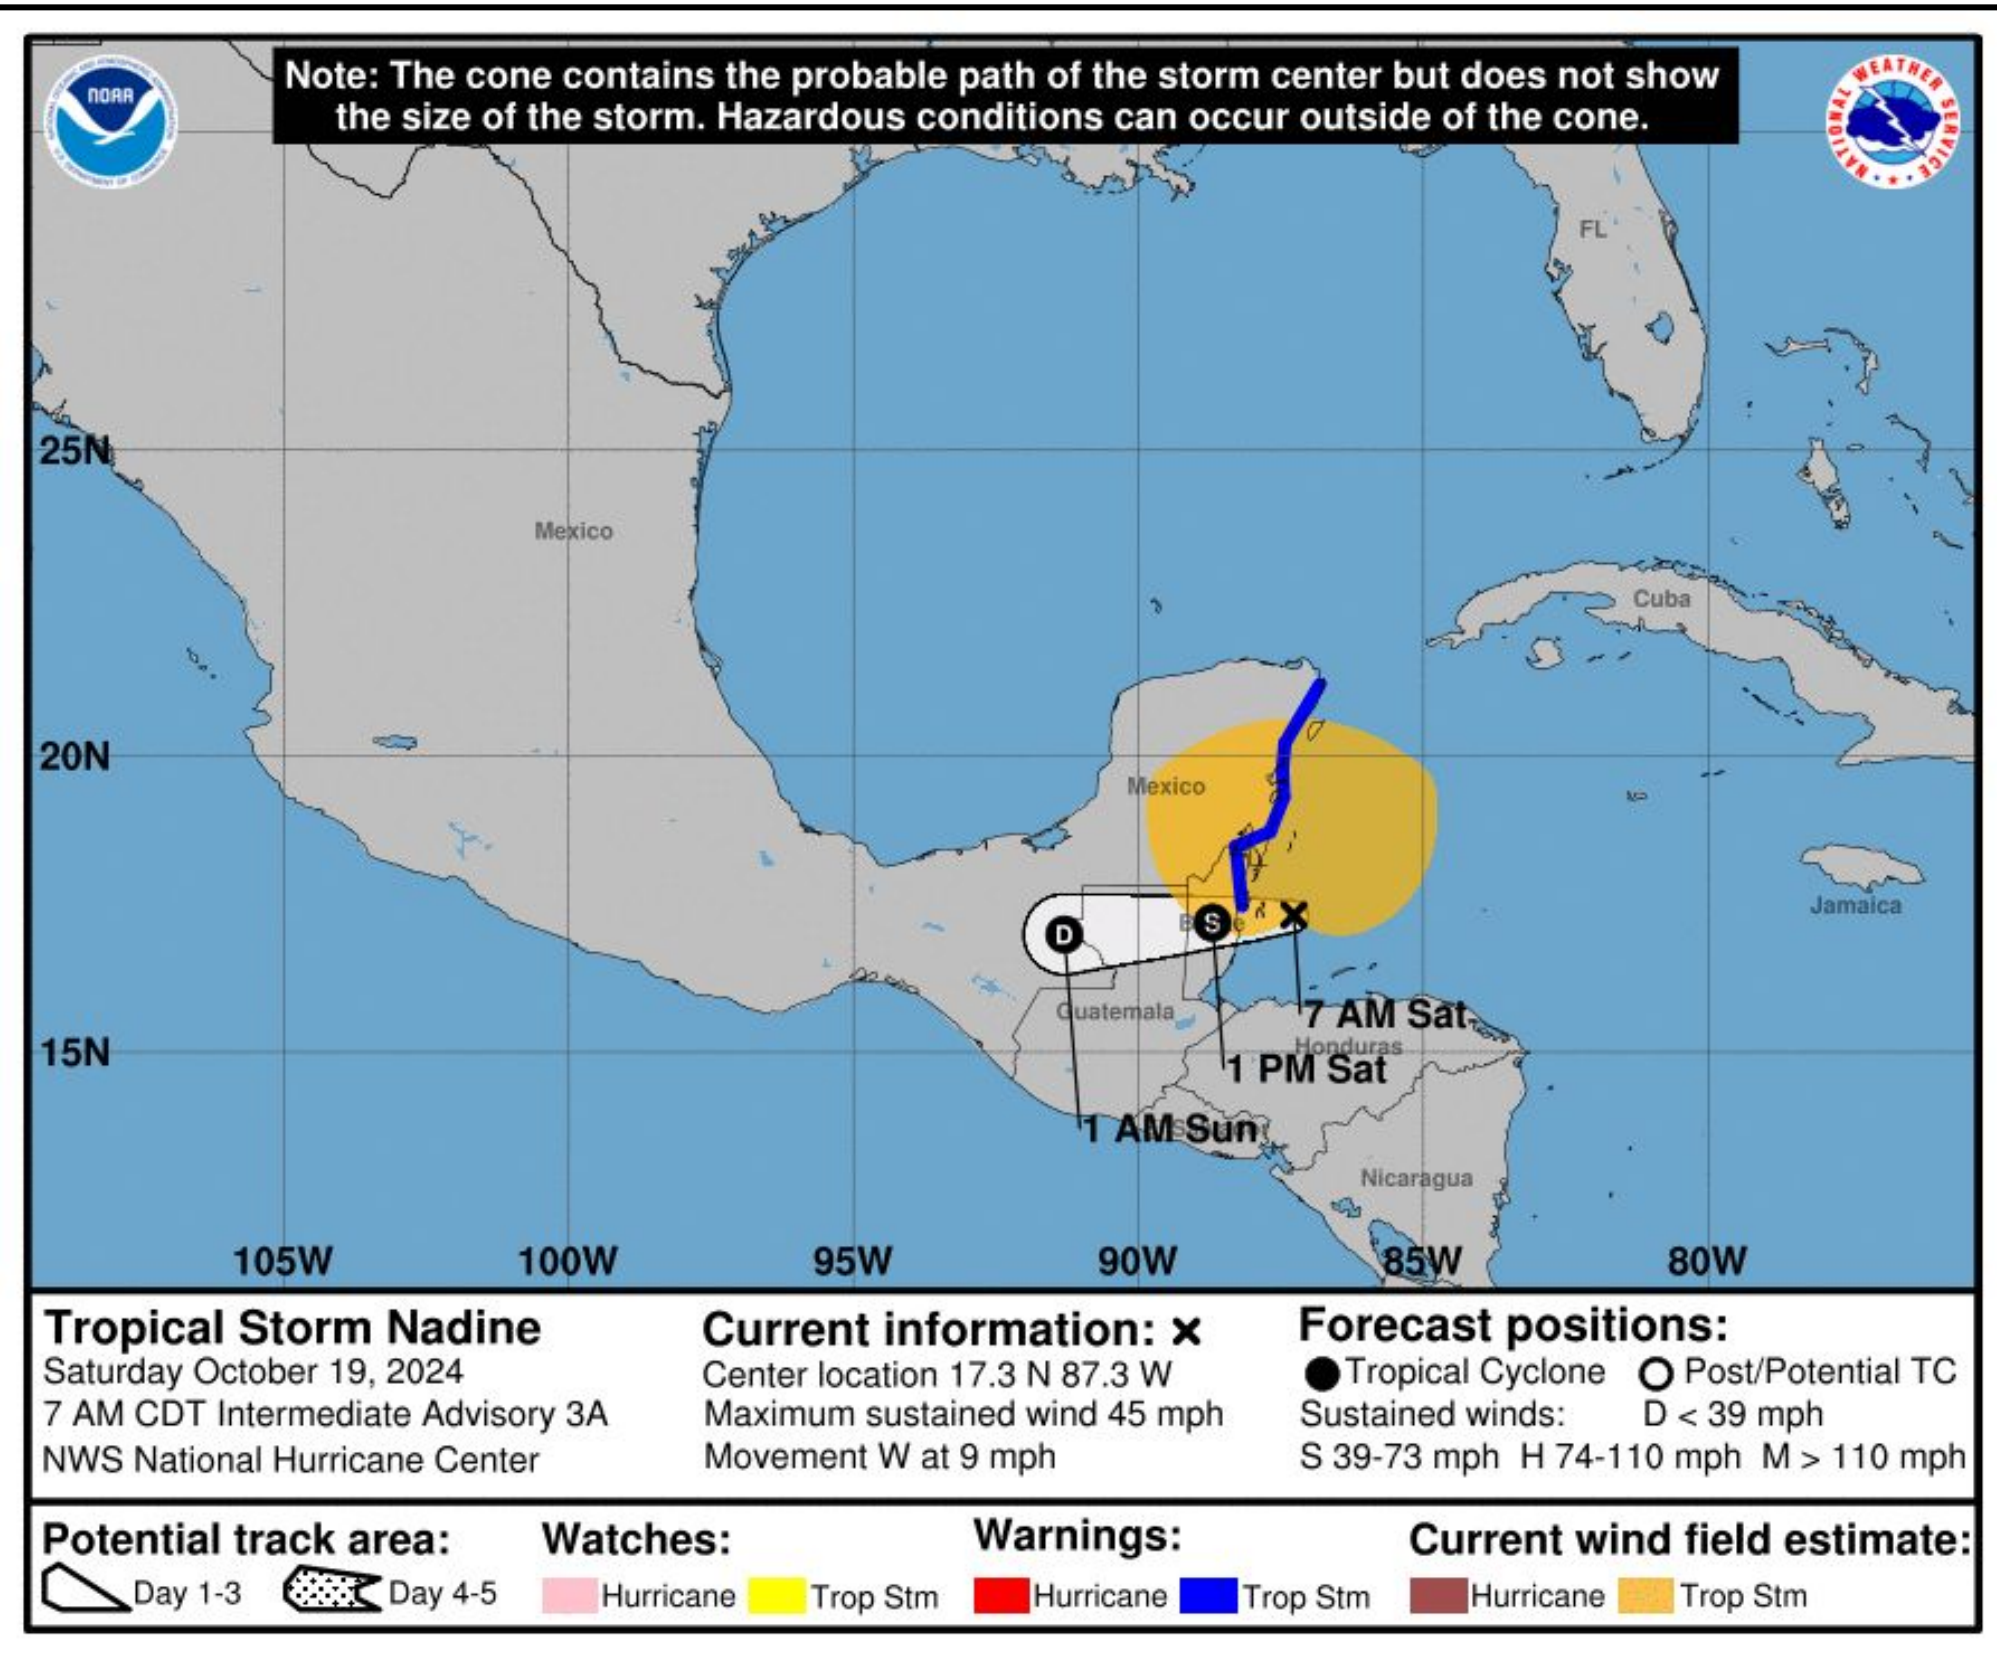 Note: The cone contains the probable path of the storm center but does not show
the size of the storm. Hazardous conditions can occur outside of the cone.
NOAA
NATIONAL WEATHER SERVICE
FL
25N
Mexico
Cuba
20N
Mexico
Jamaica
D
S
Guatemala
7 AM Sat
Honduras
15N
1 PM Sat
1 AM Sun
Nicaragua
105W 100W 95W 90W 85W 80W
Tropical Storm Nadine
Saturday October 19, 2024
7 AM CDT Intermediate Advisory 3A
NWS National Hurricane Center
Current information: x
Center location 17.3 N 87.3 W
Maximum sustained wind 45 mph
Movement W at 9 mph
Forecast positions:
Tropical Cyclone Post/Potential TC
Sustained winds: D < 39 mph
S 39-73 mph H 74-110 mph M > 110 mph
Potential track area:
Day 1-3 Day 4-5
Watches:
Hurricane Trop Stm
Warnings:
Hurricane Trop Stm
Current wind field estimate:
Hurricane Trop Stm